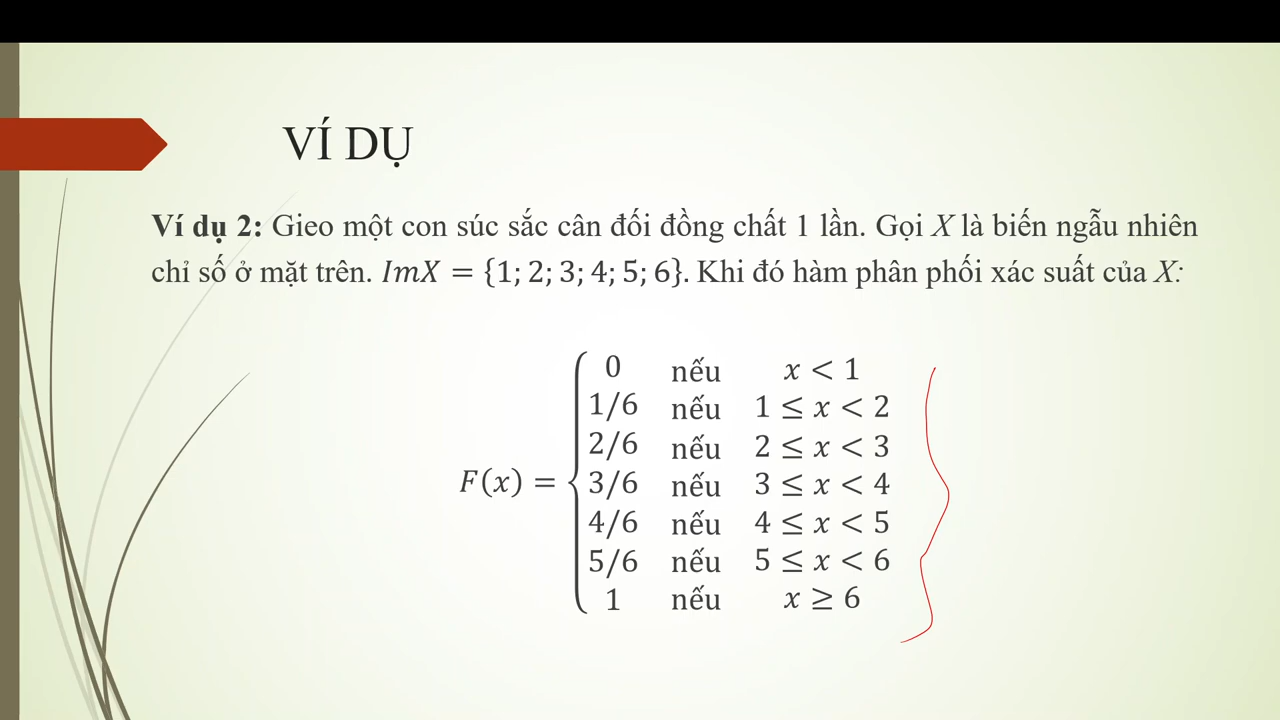 VÍ DỤ
Ví dụ 2: Gieo một con súc sắc cân đối đồng chất 1 lần. Gọi X là biến ngẫu nhiên
chỉ số ở mặt trên. ImX = {1; 2; 3; 4; 5; 6}. Khi đó hàm phân phối xác suất của X:
0 nếu x < 1
1/6 nếu 1 ≤ x < 2
2/6 nếu 2 ≤ x < 3
F(x) = { 3/6 nếu 3 ≤ x < 4
4/6 nếu 4 ≤ x < 5
5/6 nếu 5 ≤ x < 6
1 nếu x ≥ 6